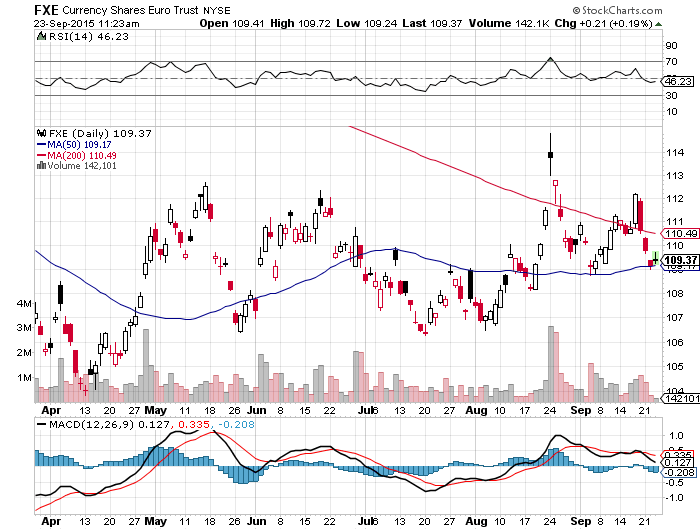 FXE Currency Shares Euro Trust NYSE © StockCharts.com
23-Sep-2015 11:23am Open 109.41 High 109.72 Low 109.24 Last 109.37 Volume 142.1K Chg +0.21 (+0.19%)
RSI(14) 46.23
90
70
50
46.23
30
10
FXE (Daily) 109.37
MA(50) 109.17
MA(200) 110.49
Volume 142,101
114
113
112
111
110.49
110
109.37
109.17
108
107
106
105
104
4M
3M
2M
1M
142101
Apr 13 20 27 May 11 18 26 Jun 8 15 22 Jul 6 13 20 27 Aug 10 17 24 Sep 8 14 21
MACD(12,26,9) 0.127, 0.335, -0.208
1.0
0.5
0.335
0.127
-0.208
-0.5
-1.0
Apr 13 20 27 May 11 18 26 Jun 8 15 22 Jul 6 13 20 27 Aug 10 17 24 Sep 8 14 21